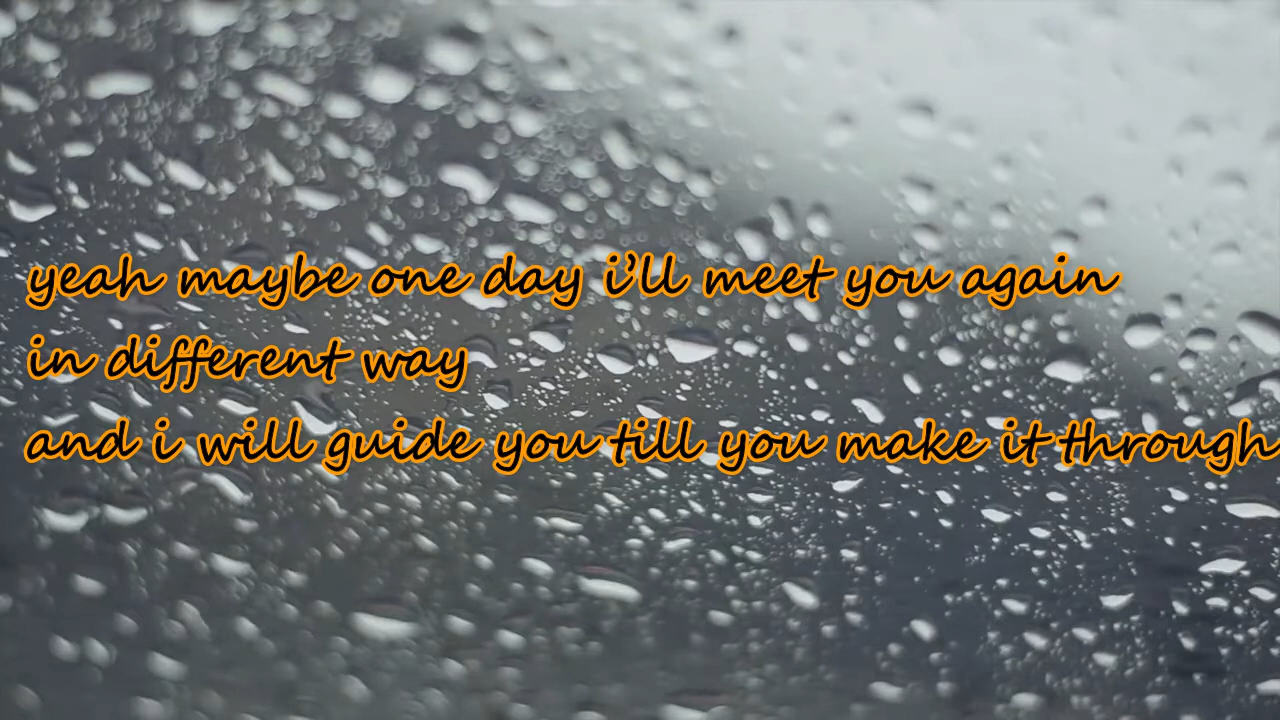 yeah maybe one day i'll meet you again
in different way
and i will guide you till you make it through